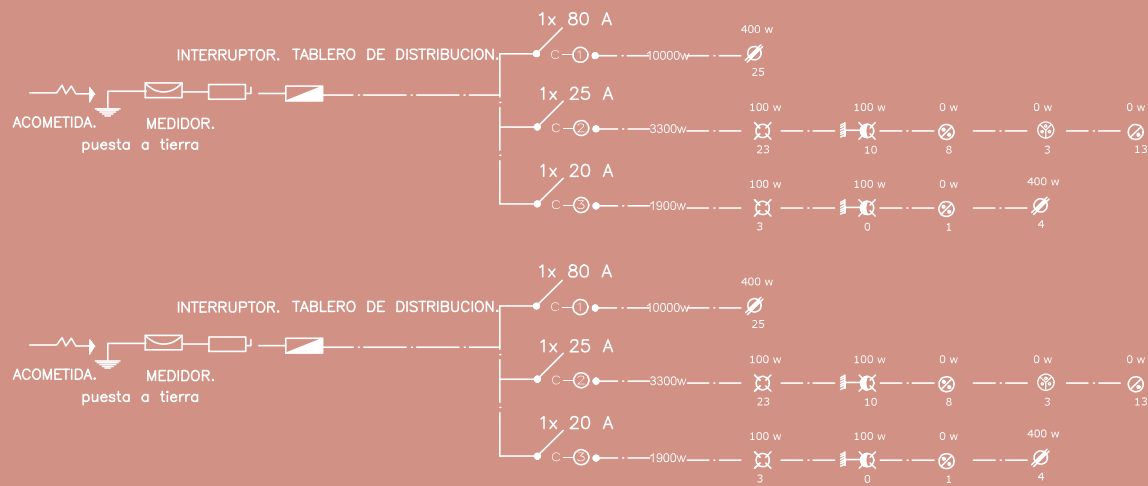 1x 80 A
400 w
INTERRUPTOR. TABLERO DE DISTRIBUCION.
C-1
10000w
25
1x 25 A
100 w
100 w
0 w
0 w
0 w
ACOMETIDA.
MEDIDOR.
C-2
3300w
puesta a tierra
23
10
8
3
13
1x 20 A
100 w
100 w
0 w
400 w
C-3
1900w
3
0
1
4
1x 80 A
400 w
INTERRUPTOR. TABLERO DE DISTRIBUCION.
C-1
10000w
25
1x 25 A
100 w
100 w
0 w
0 w
0 w
ACOMETIDA.
MEDIDOR.
C-2
3300w
puesta a tierra
23
10
8
3
13
1x 20 A
100 w
100 w
0 w
400 w
C-3
1900w
3
0
1
4